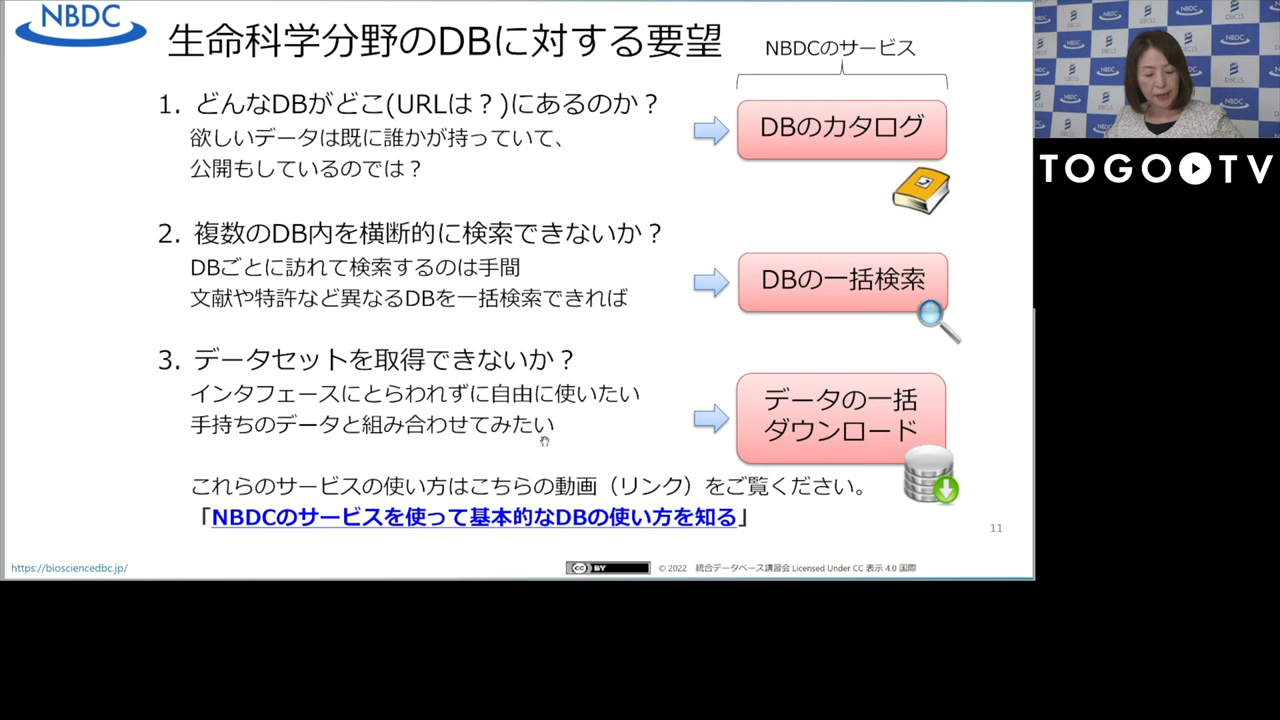 NBDC
生命科学分野のDBに対する要望
NBDCのサービス
1. どんなDBがどこ(URLは？)にあるのか？
欲しいデータは既に誰かが持っていて、
公開もしているのでは？
DBのカタログ
2. 複数のDB内を横断的に検索できないか？
DBごとに訪れて検索するのは手間
文献や特許など異なるDBを一括検索できれば
DBの一括検索
3. データセットを取得できないか？
インタフェースにとらわれずに自由に使いたい
手持ちのデータと組み合わせてみたい
データの一括
ダウンロード
これらのサービスの使い方はこちらの動画（リンク）をご覧ください。
「NBDCのサービスを使って基本的なDBの使い方を知る」
11
https://biosciencedbc.jp/
CC BY
© 2022 統合データベース講習会 Licensed Under CC 表示 4.0 国際
TOGO TV